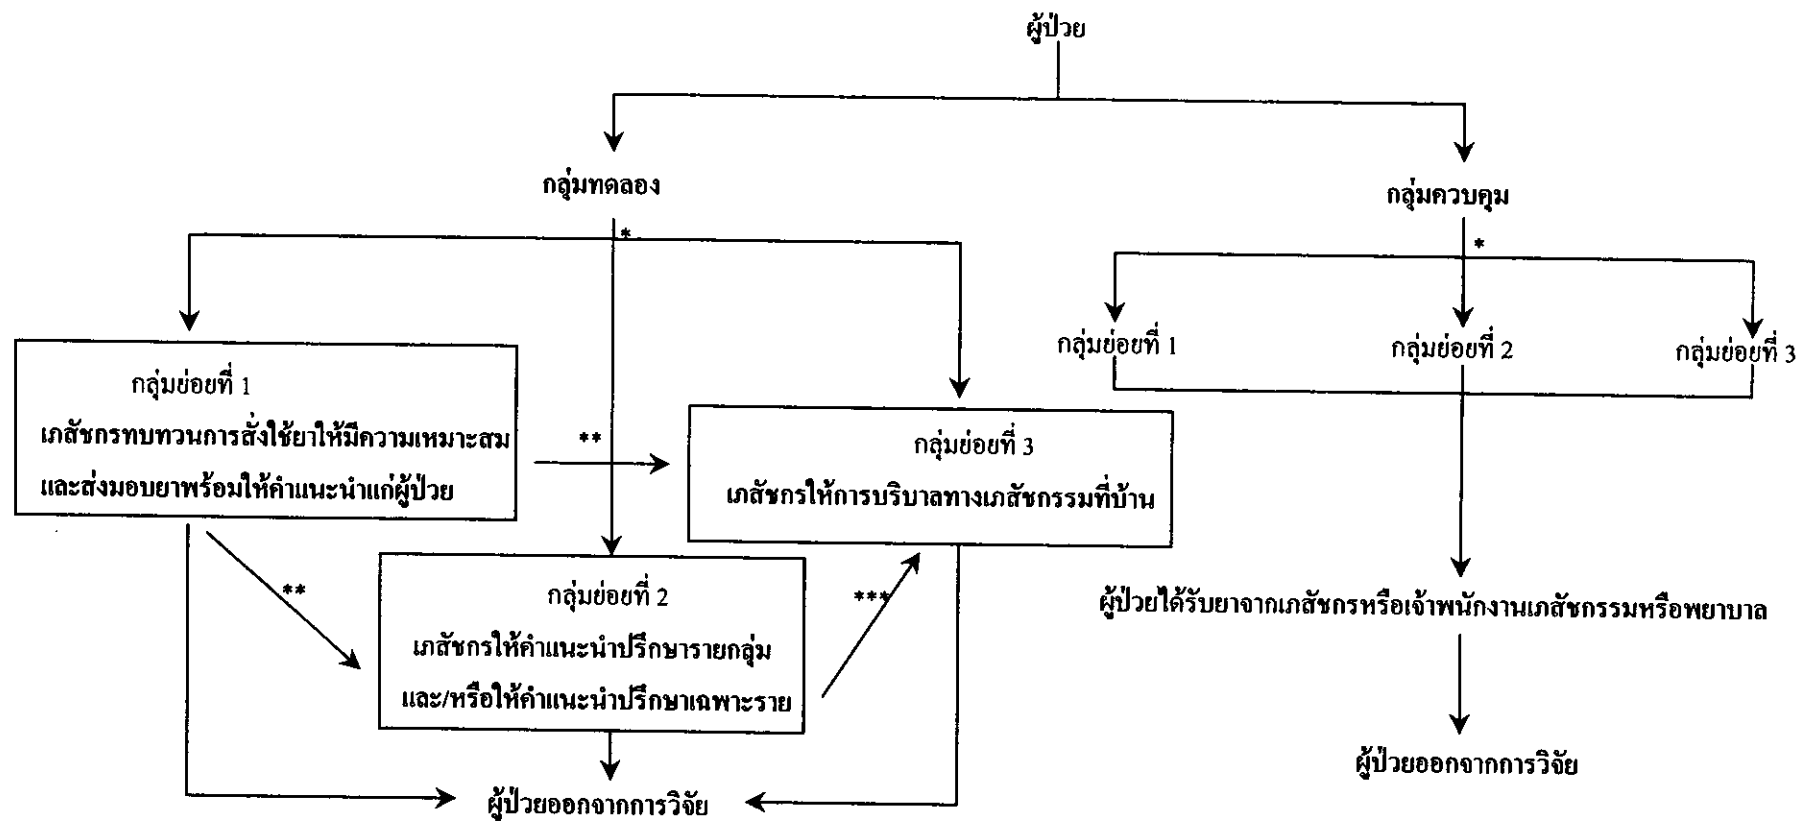 ผู้ป่วย
กลุ่มทดลอง
กลุ่มควบคุม
*
*
กลุ่มย่อยที่ 1
กลุ่มย่อยที่ 2
กลุ่มย่อยที่ 3
กลุ่มย่อยที่ 1
เภสัชกรทบทวนการสั่งใช้ยาให้มีความเหมาะสม
และส่งมอบยาพร้อมให้คำแนะนำแก่ผู้ป่วย
**
กลุ่มย่อยที่ 3
เภสัชกรให้การบริบาลทางเภสัชกรรมที่บ้าน
**
กลุ่มย่อยที่ 2
เภสัชกรให้คำแนะนำปรึกษารายกลุ่ม
และ/หรือให้คำแนะนำปรึกษาเฉพาะราย
***
ผู้ป่วยได้รับยาจากเภสัชกรหรือเจ้าพนักงานเภสัชกรรมหรือพยาบาล
ผู้ป่วยออกจากการวิจัย
ผู้ป่วยออกจากการวิจัย